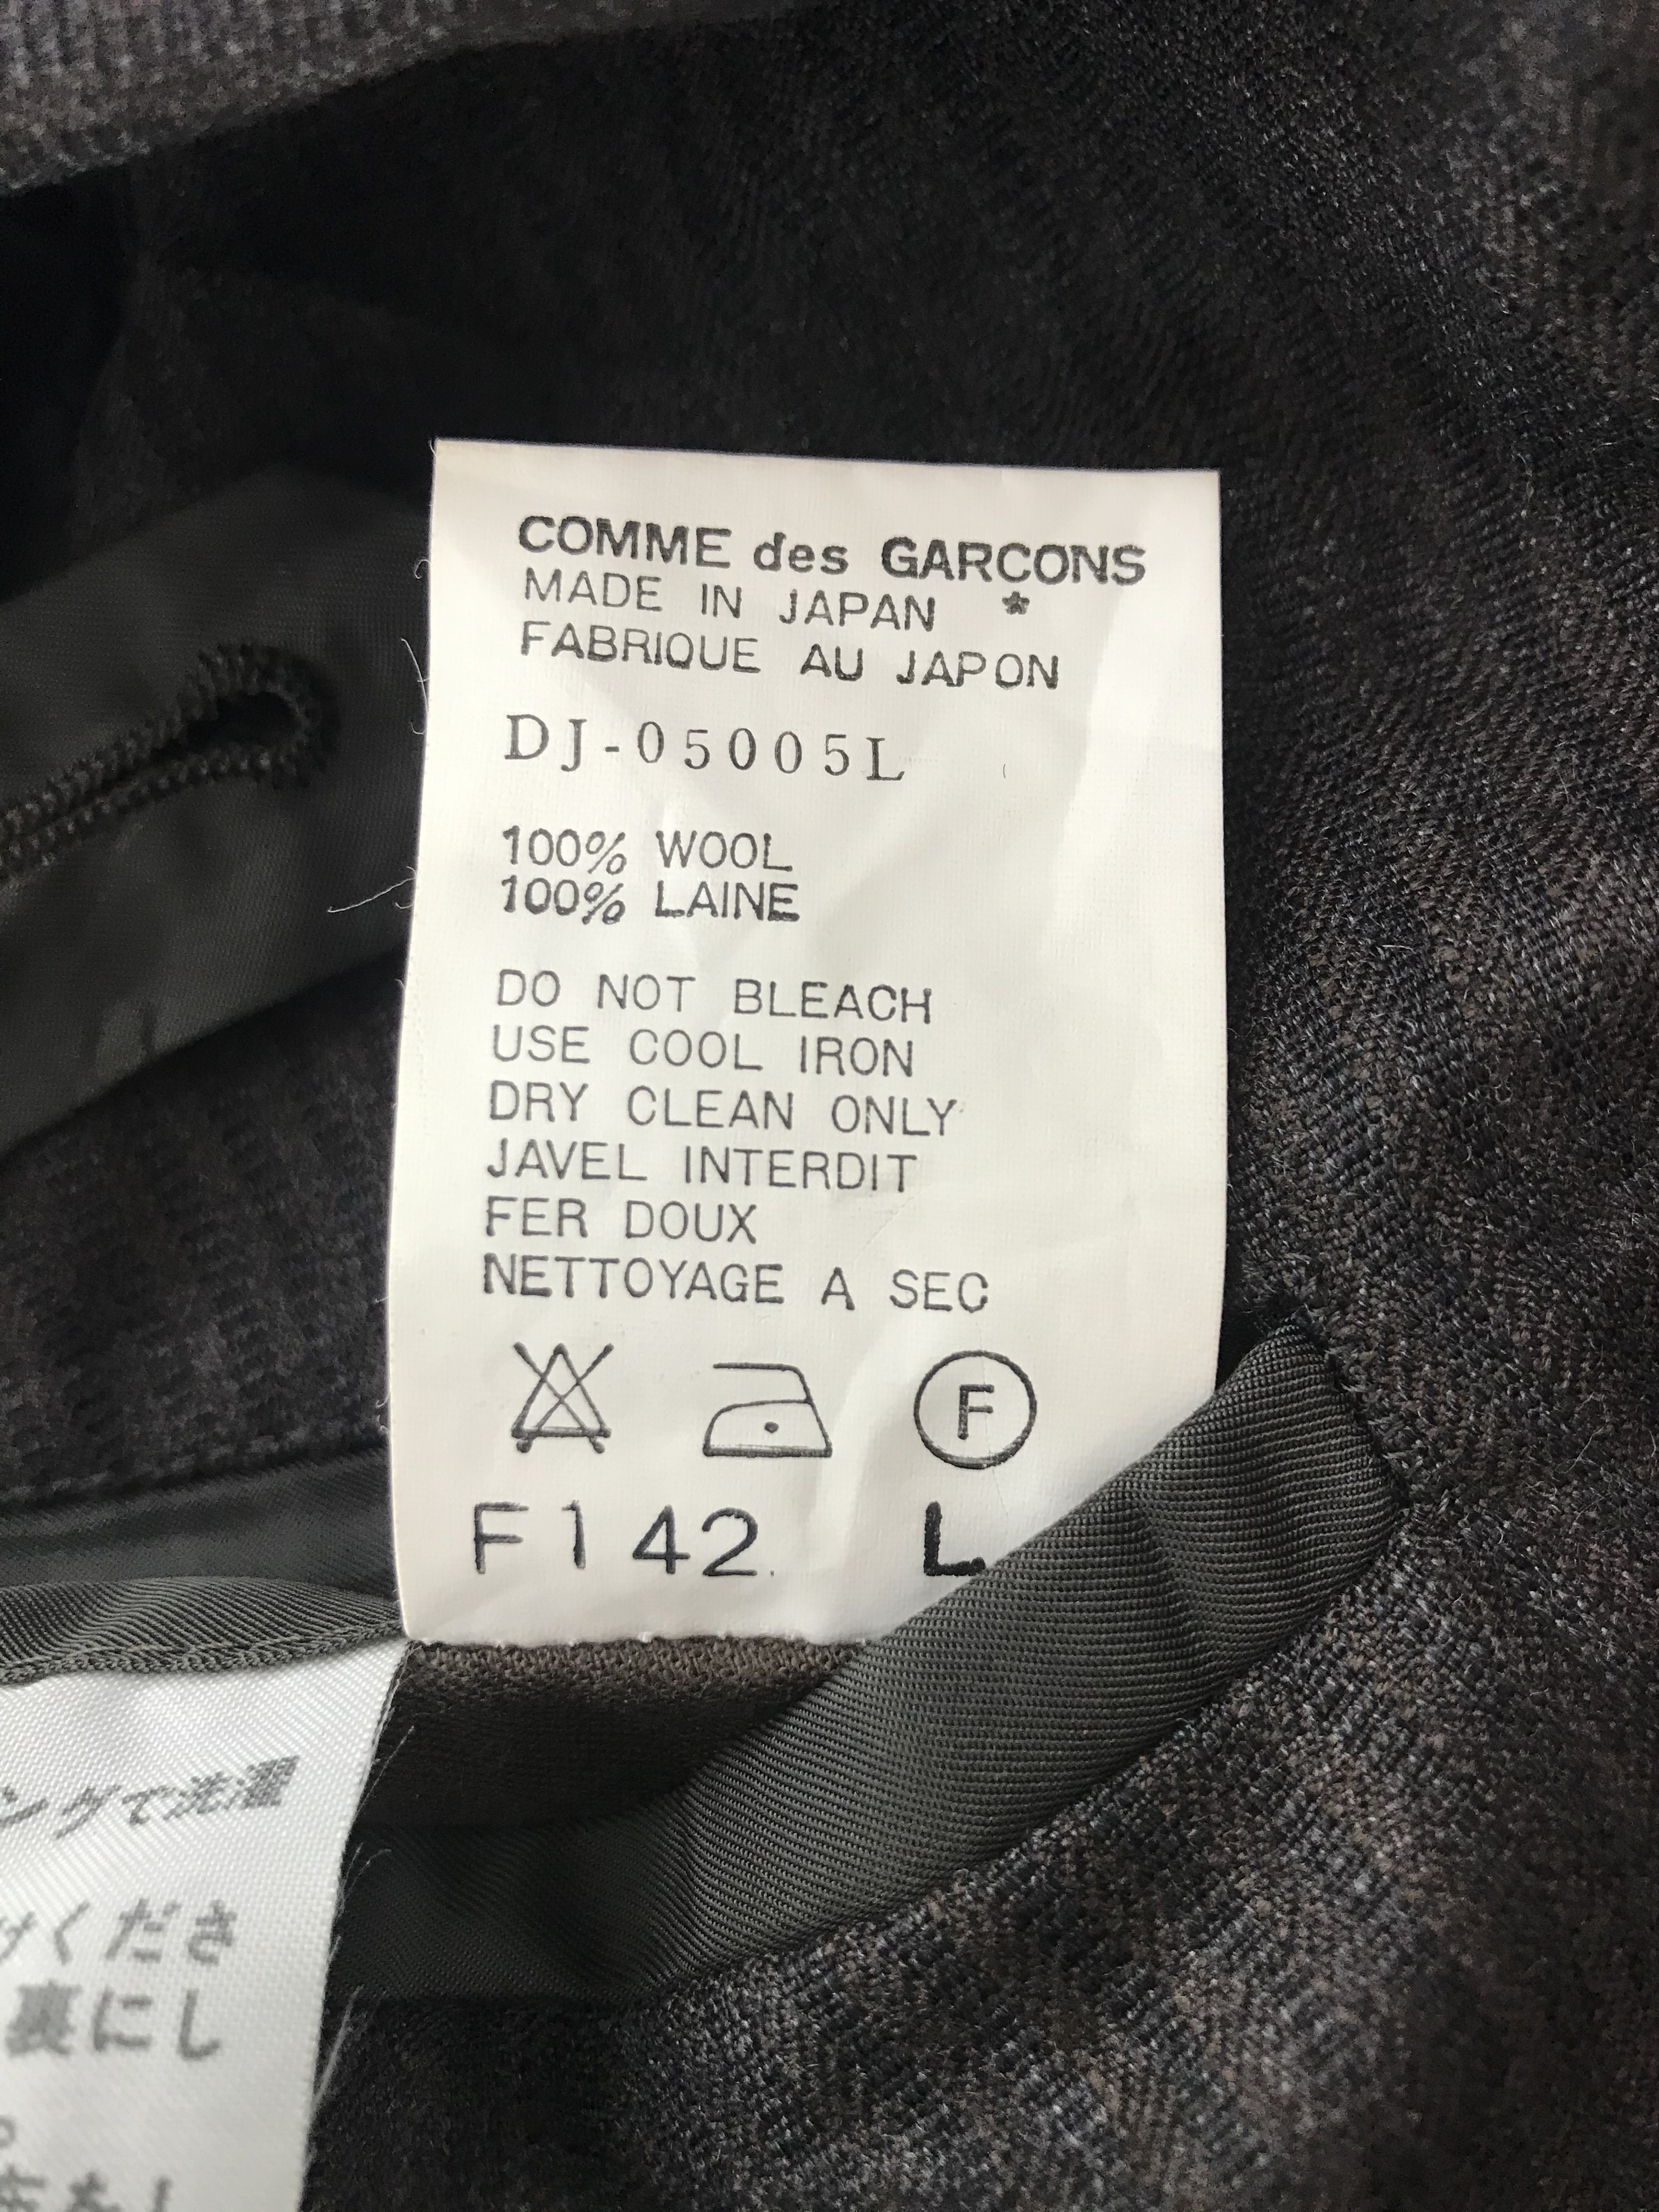 COMME des GARCONS
MADE IN JAPAN *
FABRIQUE AU JAPON
DJ-05005L
100% WOOL
100% LAINE
DO NOT BLEACH
USE COOL IRON
DRY CLEAN ONLY
JAVEL INTERDIT
FER DOUX
NETTOYAGE A SEC
F
F142 L
ングで洗濯
けくださ
裏にし